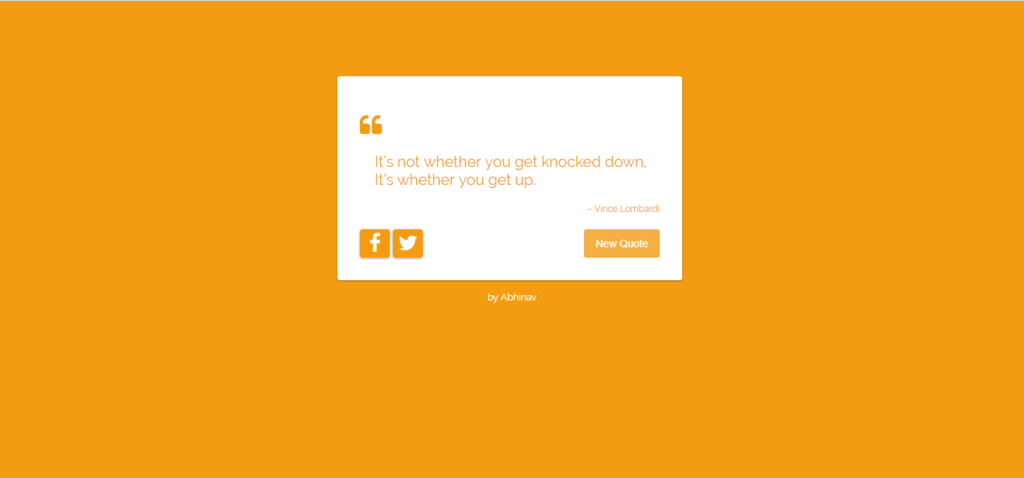 It's not whether you get knocked down,
It's whether you get up.
– Vince Lombardi
New Quote
by Abhinav